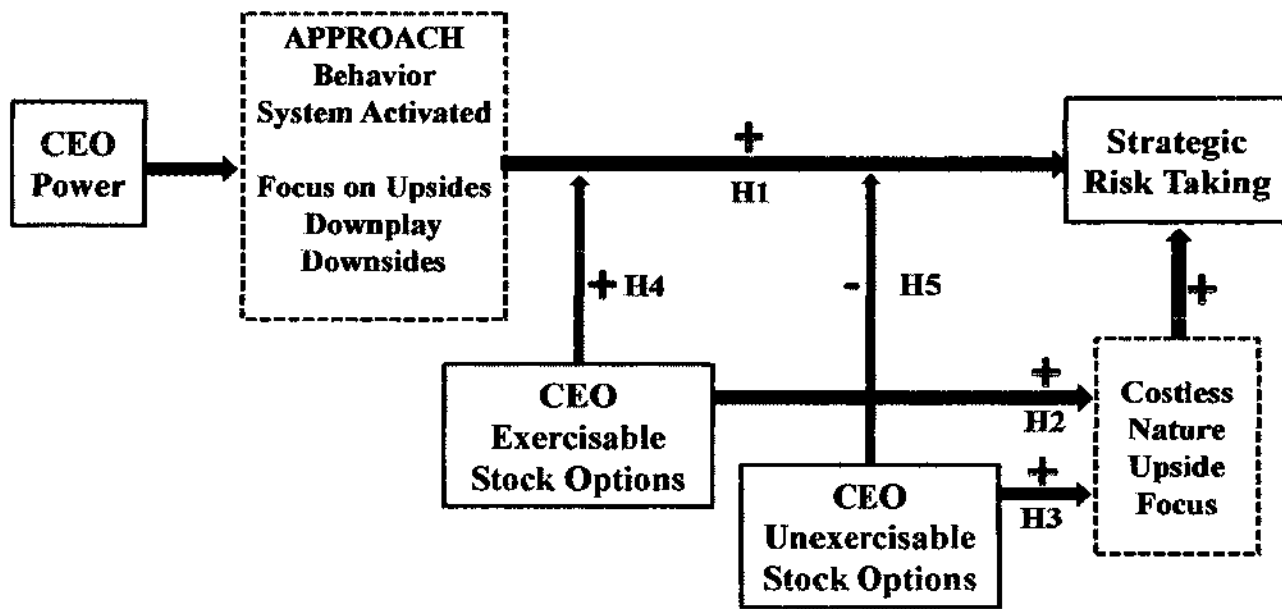 CEO
Power
APPROACH
Behavior
System Activated
Focus on Upsides
Downplay
Downsides
+
H1
Strategic
Risk Taking
+ H4
- H5
+
CEO
Exercisable
Stock Options
+
H2
CEO
Unexercisable
Stock Options
+
H3
Costless
Nature
Upside
Focus